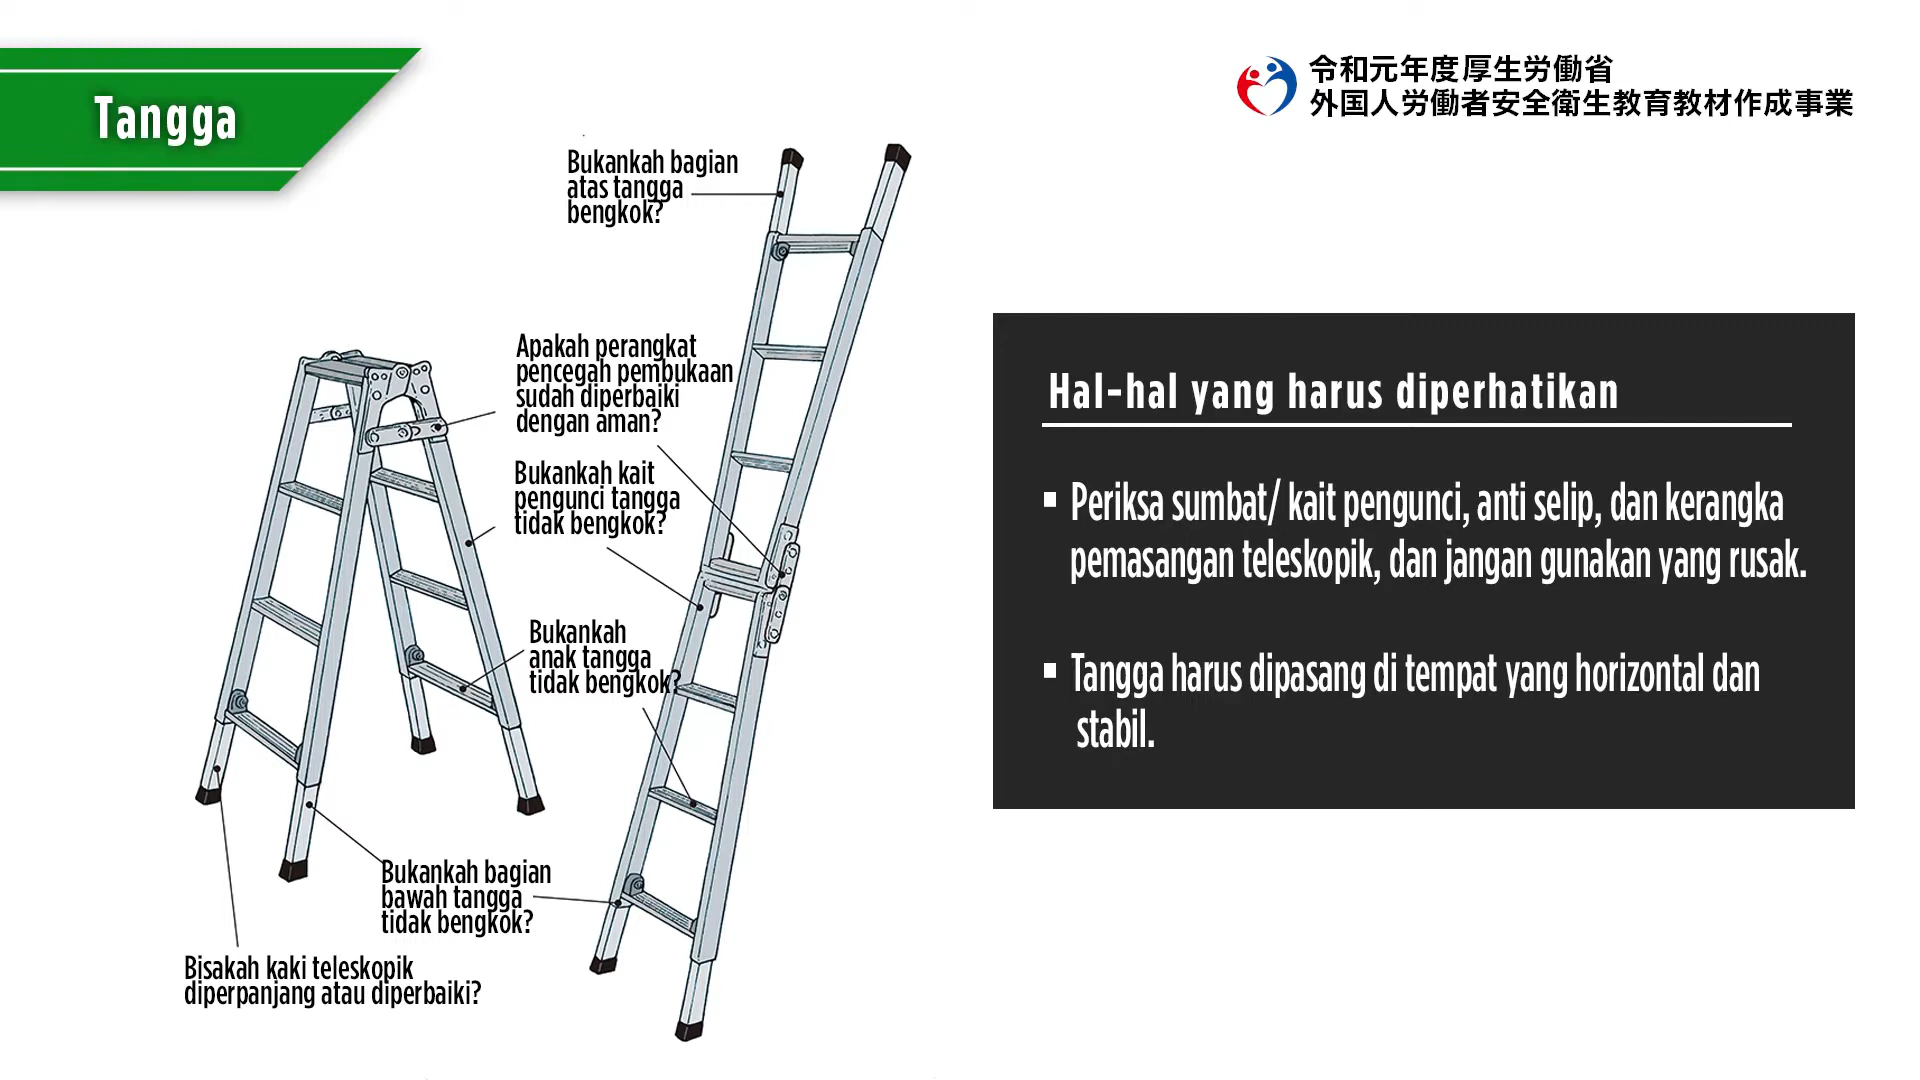 Tangga
令和元年度厚生労働省
外国人労働者安全衛生教育教材作成事業
Bukankah bagian
atas tangga
bengkok?
Apakah perangkat
pencegah pembukaan
sudah diperbaiki
dengan aman?
Bukankah kait
pengunci tangga
tidak bengkok?
Bukankah
anak tangga
tidak bengkok?
Bukankah bagian
bawah tangga
tidak bengkok?
Bisakah kaki teleskopik
diperpanjang atau diperbaiki?
Hal-hal yang harus diperhatikan
▪ Periksa sumbat/ kait pengunci, anti selip, dan kerangka
pemasangan teleskopik, dan jangan gunakan yang rusak.
▪ Tangga harus dipasang di tempat yang horizontal dan
stabil.